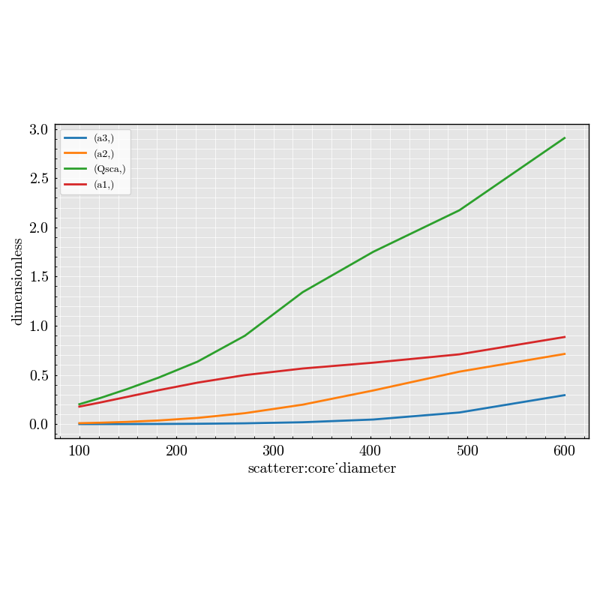 3.0
2.5
2.0
1.5
1.0
0.5
0.0
dimensionless
(a3,)
(a2,)
(Qsca,)
(a1,)
100 200 300 400 500 600
scatterer:core˙diameter